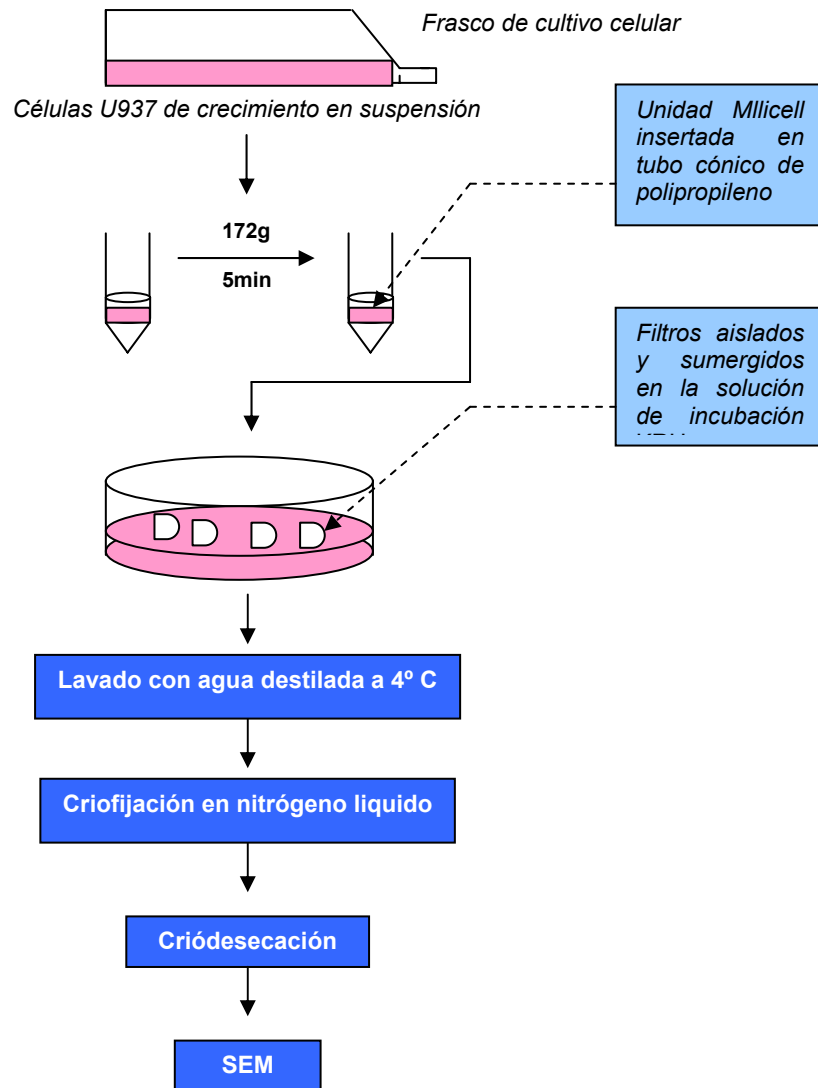 Frasco de cultivo celular
Células U937 de crecimiento en suspensión
Unidad MIlicell
insertada en
tubo cónico de
polipropileno
172g
5min
Filtros aislados
y sumergidos
en la solución
de incubación
Lavado con agua destilada a 4º C
Criofijación en nitrógeno liquido
Criódesecación
SEM